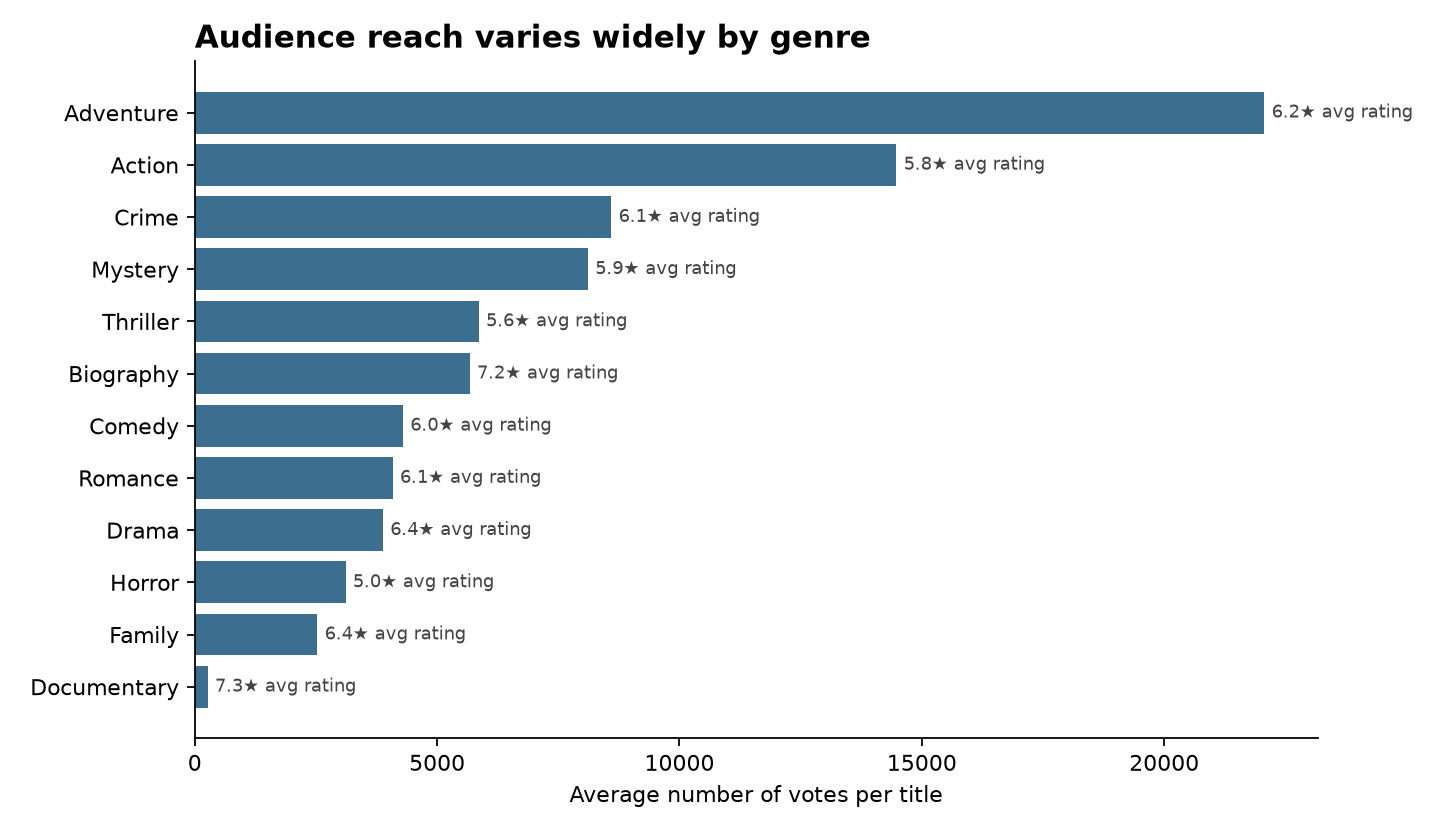 Audience reach varies widely by genre
Adventure 6.2★ avg rating
Action 5.8★ avg rating
Crime 6.1★ avg rating
Mystery 5.9★ avg rating
Thriller 5.6★ avg rating
Biography 7.2★ avg rating
Comedy 6.0★ avg rating
Romance 6.1★ avg rating
Drama 6.4★ avg rating
Horror 5.0★ avg rating
Family 6.4★ avg rating
Documentary 7.3★ avg rating
0 5000 10000 15000 20000
Average number of votes per title